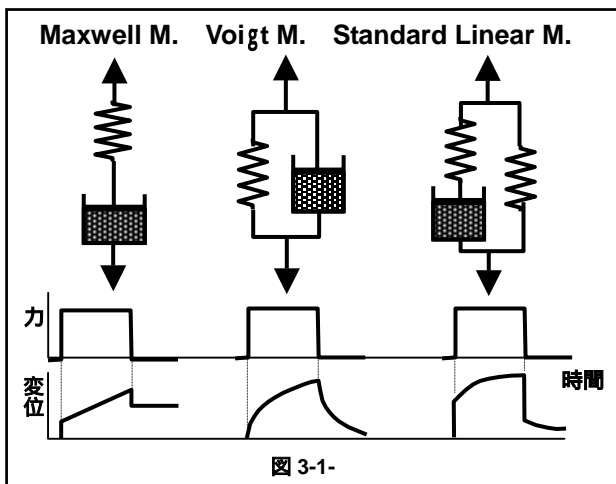 Maxwell M. Voigt M. Standard Linear M.
力
時間
変位
図 3-1-